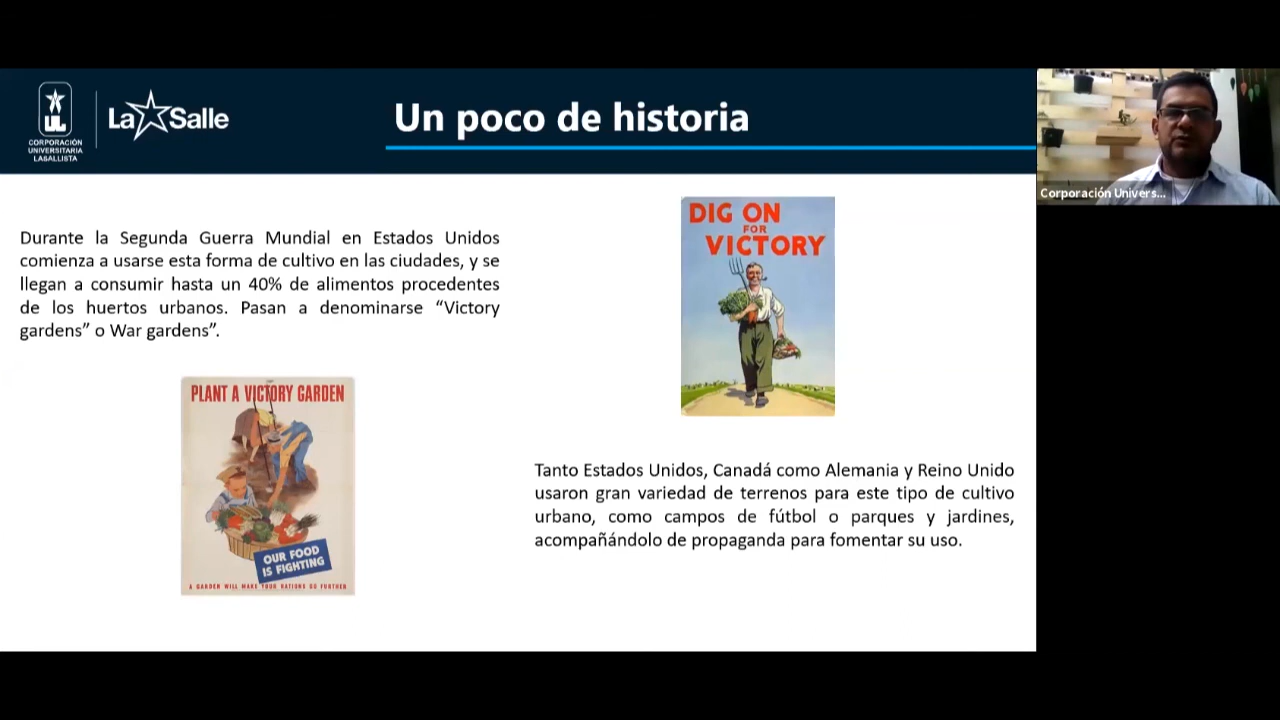 CORPORACIÓN
UNIVERSITARIA
LASALLISTA
La Salle
Un poco de historia
Corporación Univers...
Durante la Segunda Guerra Mundial en Estados Unidos
comienza a usarse esta forma de cultivo en las ciudades, y se
llegan a consumir hasta un 40% de alimentos procedentes
de los huertos urbanos. Pasan a denominarse “Victory
gardens” o War gardens”.
DIG ON
FOR
VICTORY
PLANT A VICTORY GARDEN
OUR FOOD
IS FIGHTING
A GARDEN WILL MAKE YOUR RATIONS GO FURTHER
Tanto Estados Unidos, Canadá como Alemania y Reino Unido
usaron gran variedad de terrenos para este tipo de cultivo
urbano, como campos de fútbol o parques y jardines,
acompañándolo de propaganda para fomentar su uso.